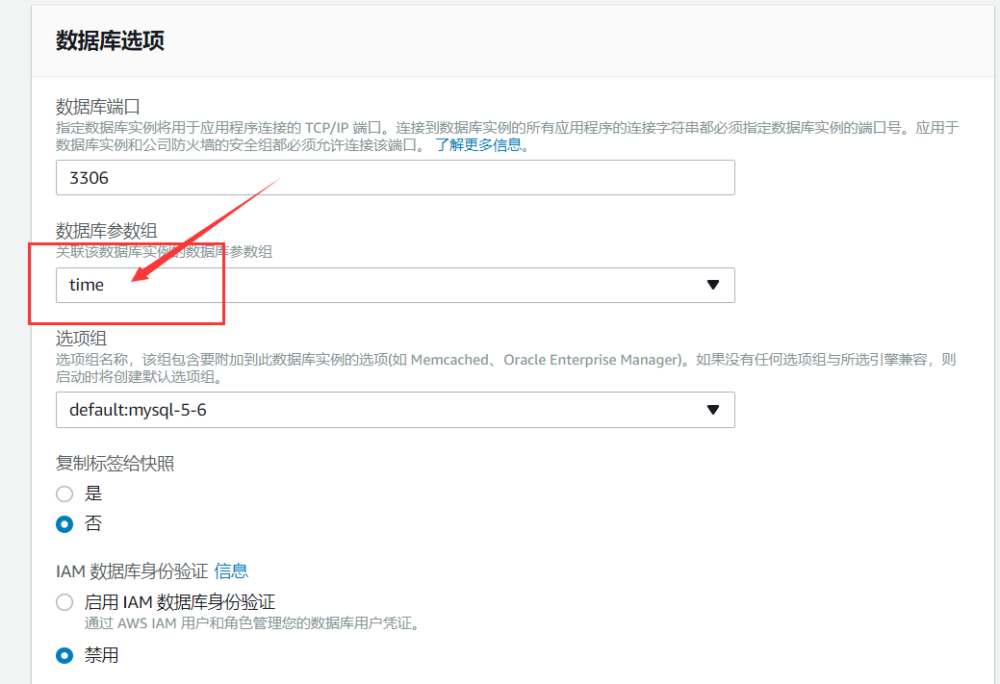 数据库选项
数据库端口
指定数据库实例将用于应用程序连接的 TCP/IP 端口。连接到数据库实例的所有应用程序的连接字符串都必须指定数据库实例的端口号。应用于
数据库实例和公司防火墙的安全组都必须允许连接该端口。 了解更多信息。
3306
数据库参数组
关联该数据库实例的数据库参数组
time
选项组
选项组名称，该组包含要附加到此数据库实例的选项(如 Memcached、Oracle Enterprise Manager)。如果没有任何选项组与所选引擎兼容，则
启动时将创建默认选项组。
default:mysql-5-6
复制标签给快照
是
否
IAM 数据库身份验证 信息
启用 IAM 数据库身份验证
通过 AWS IAM 用户和角色管理您的数据库用户凭证。
禁用